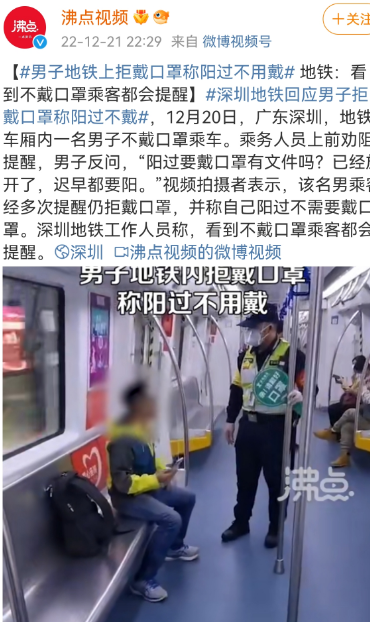 沸点
沸点视频
+关注
22-12-21 22:29 来自 微博视频号
【#男子地铁上拒戴口罩称阳过不用戴# 地铁：看
到不戴口罩乘客都会提醒】#深圳地铁回应男子拒
戴口罩称阳过不戴#，12月20日，广东深圳，地铁
车厢内一名男子不戴口罩乘车。乘务人员上前劝阻
提醒，男子反问，“阳过要戴口罩有文件吗？已经放
开了，迟早都要阳。”视频拍摄者表示，该名男乘客
经多次提醒仍拒戴口罩，并称自己阳过不需要戴口
罩。深圳地铁工作人员称，看到不戴口罩乘客都会
提醒。深圳 沸点视频的微博视频
男子地铁内拒戴口罩
称阳过不用戴
沸点